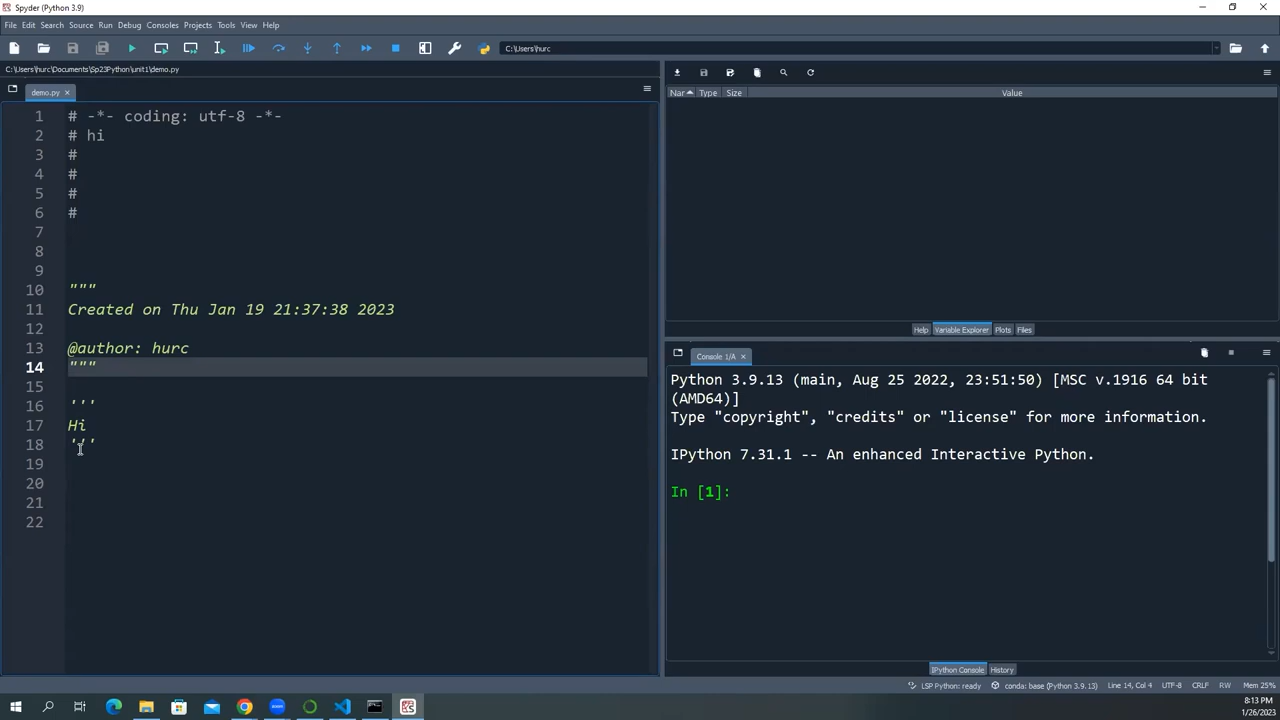 Spyder (Python 3.9)
File Edit Search Source Run Debug Consoles Projects Tools View Help
C:\Users\hurc
C:\Users\hurc\Documents\Sp23Python\unit1\demo.py
demo.py
1 # -*- coding: utf-8 -*-
2 # hi
3 #
4 #
5 #
6 #
7
8
9
10 """
11 Created on Thu Jan 19 21:37:38 2023
12
13 @author: hurc
14 """
15
16 '''
17 Hi
18 '''
19
20
21
22
Nar Type Size Value
Help Variable Explorer Plots Files
Console 1/A
Python 3.9.13 (main, Aug 25 2022, 23:51:50) [MSC v.1916 64 bit
(AMD64)]
Type "copyright", "credits" or "license" for more information.
IPython 7.31.1 -- An enhanced Interactive Python.
In [1]:
IPython Console History
LSP Python: ready conda: base (Python 3.9.13) Line 14, Col 4 UTF-8 CRLF RW Mem 25%
8:13 PM
1/26/2023